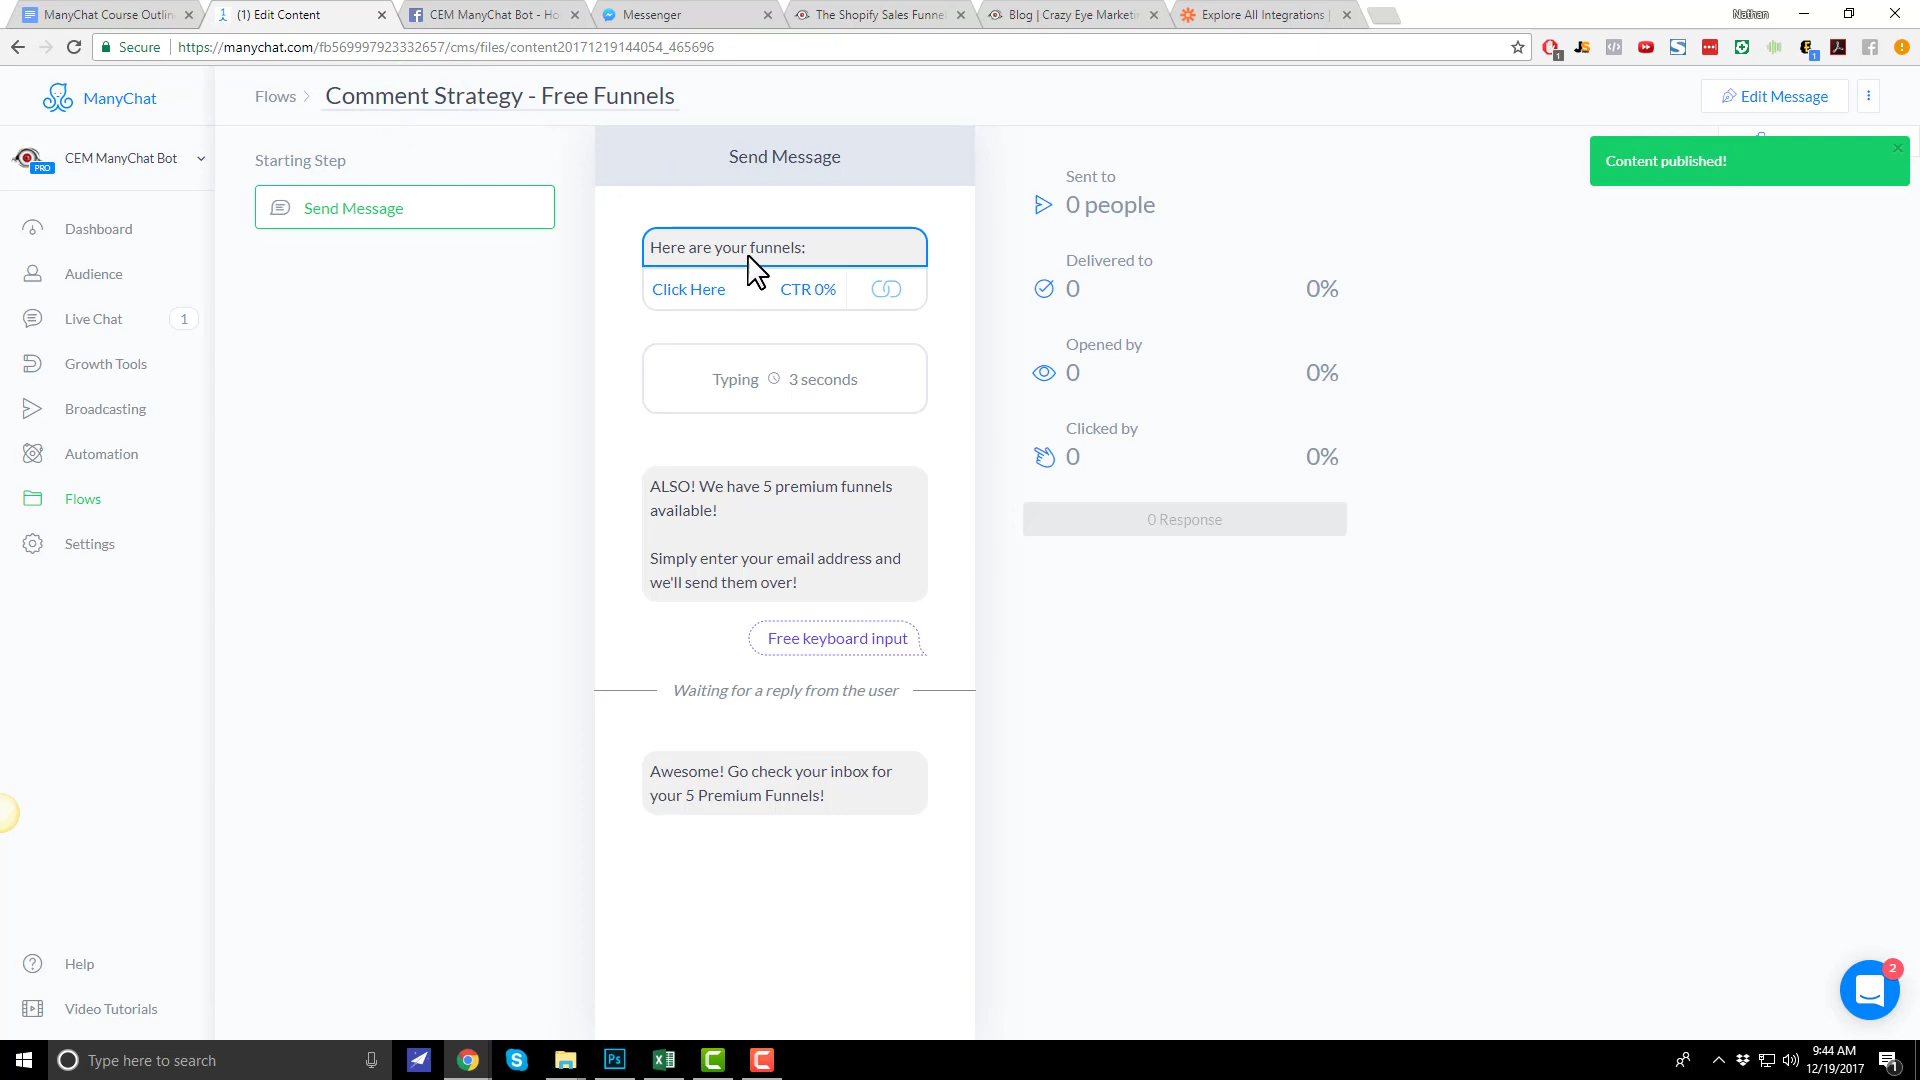 ManyChat Course Outlin
(1) Edit Content
CEM ManyChat Bot - Ho
Messenger
The Shopify Sales Funne
Blog | Crazy Eye Marketi
Explore All Integrations |
Nathan
Secure
https://manychat.com/fb569997923332657/cms/files/content20171219144054_465696
ManyChat
Flows
Comment Strategy - Free Funnels
Edit Message
CEM ManyChat Bot
PRO
Starting Step
Send Message
Send Message
Content published!
Dashboard
Audience
Live Chat
1
Growth Tools
Broadcasting
Automation
Flows
Settings
Here are your funnels:
Click Here
CTR 0%
Typing 3 seconds
ALSO! We have 5 premium funnels
available!
Simply enter your email address and
we'll send them over!
Free keyboard input
Waiting for a reply from the user
Awesome! Go check your inbox for
your 5 Premium Funnels!
Sent to
0 people
Delivered to
0 0%
Opened by
0 0%
Clicked by
0 0%
0 Response
Help
Video Tutorials
2
Type here to search
Ps
9:44 AM
12/19/2017
1